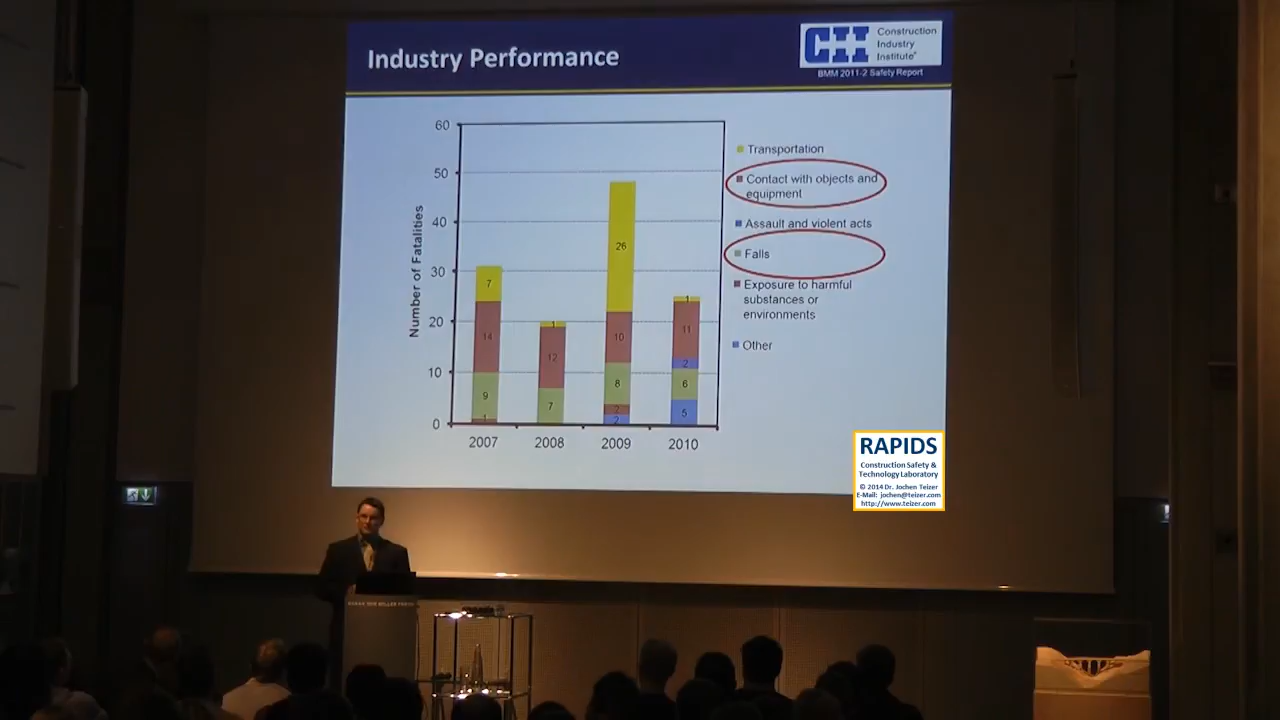 Industry Performance
CII
Construction
Industry
Institute®
BMM 2011-2 Safety Report
Number of Fatalities
60
50
40
30
20
10
0
7
14
9
1
1
12
7
26
10
8
2
2
1
11
2
6
5
2007
2008
2009
2010
Transportation
Contact with objects and
equipment
Assault and violent acts
Falls
Exposure to harmful
substances or
environments
Other
RAPIDS
Construction Safety &
Technology Laboratory
© 2014 Dr. Jochen Teizer
E-Mail: jochen@teizer.com
http://www.teizer.com